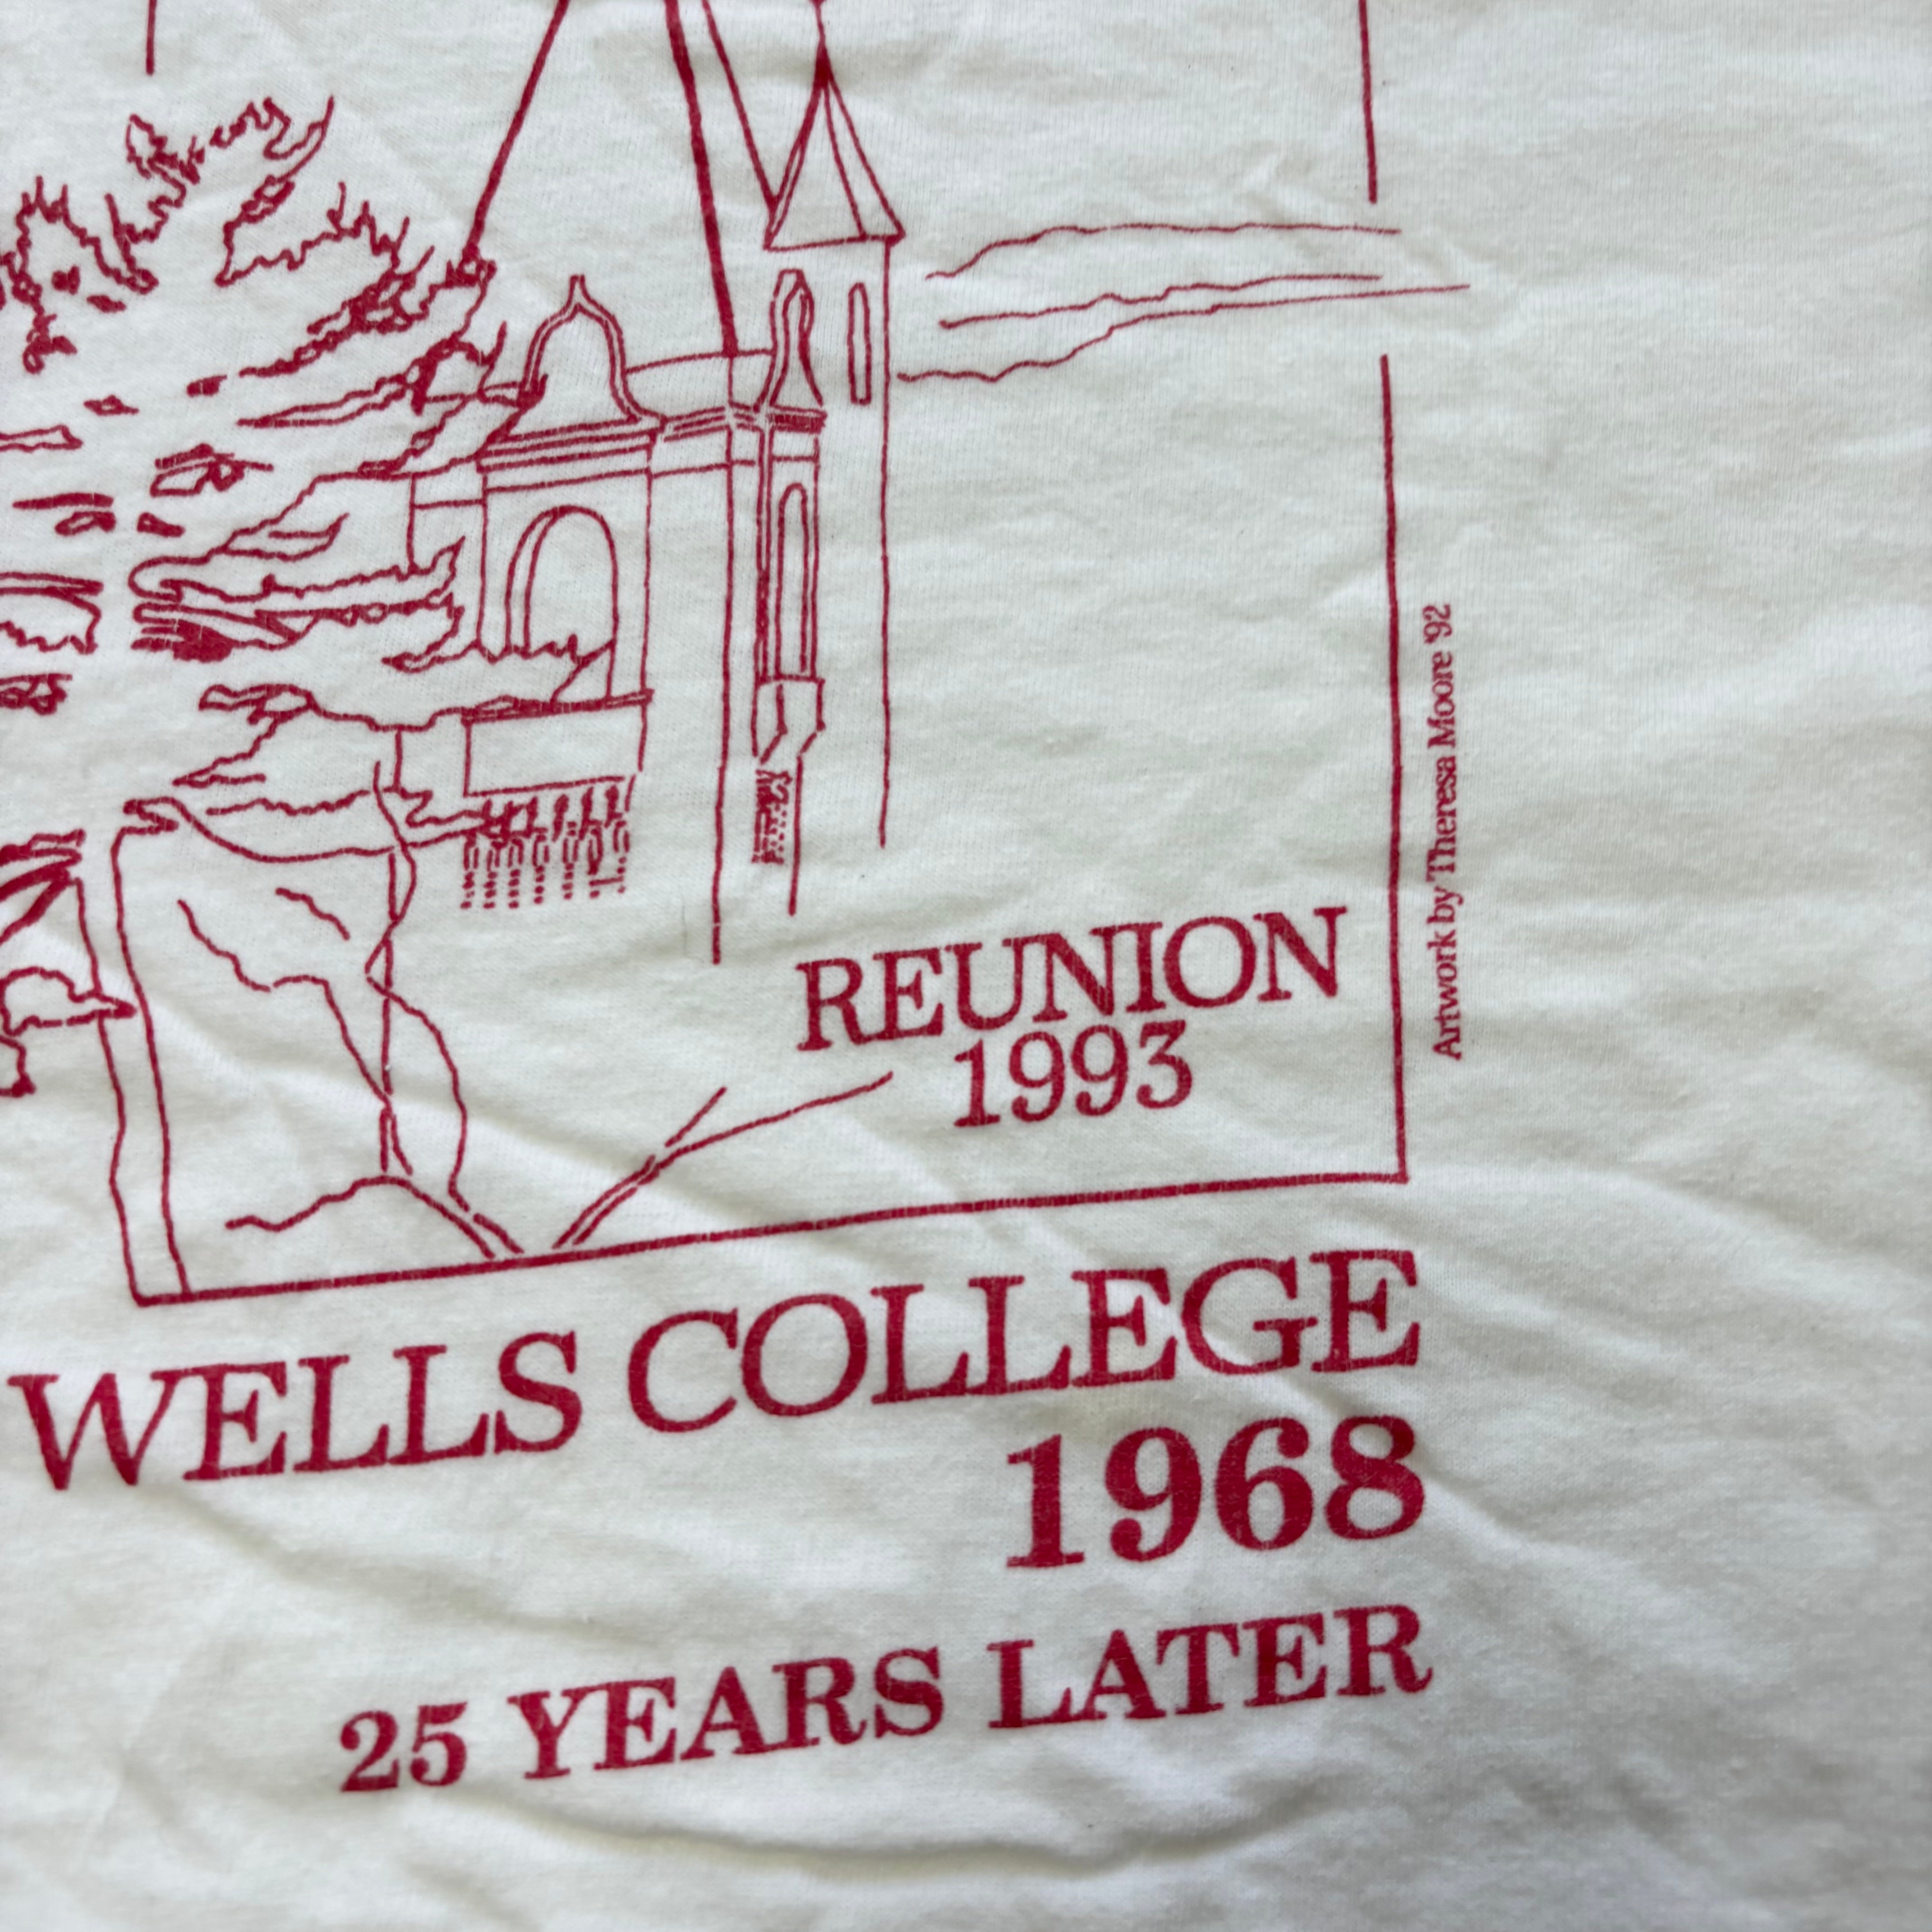 REUNION
1993
Artwork by Theresa Moore '92
WELLS COLLEGE
1968
25 YEARS LATER